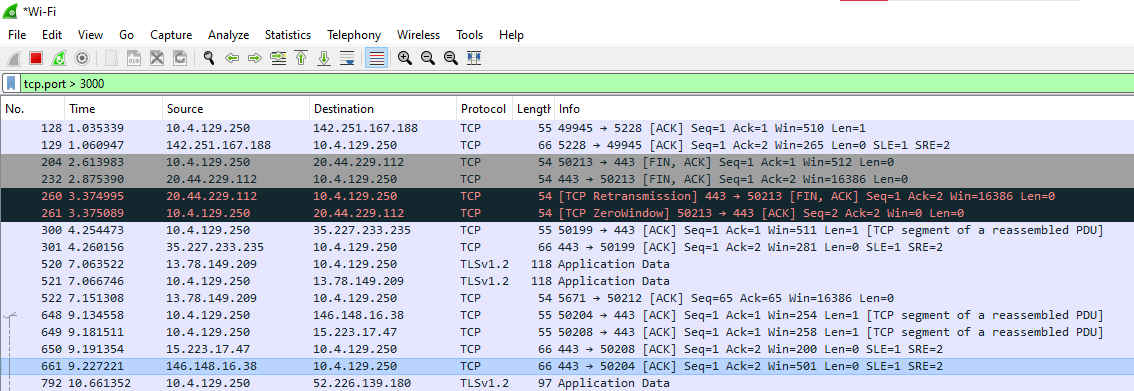 *Wi-Fi
File Edit View Go Capture Analyze Statistics Telephony Wireless Tools Help
tcp.port > 3000
No. Time Source Destination Protocol Length Info
128 1.035339 10.4.129.250 142.251.167.188 TCP 55 49945 → 5228 [ACK] Seq=1 Ack=1 Win=510 Len=1
129 1.060947 142.251.167.188 10.4.129.250 TCP 66 5228 → 49945 [ACK] Seq=1 Ack=2 Win=265 Len=0 SLE=1 SRE=2
204 2.613983 10.4.129.250 20.44.229.112 TCP 54 50213 → 443 [FIN, ACK] Seq=1 Ack=1 Win=512 Len=0
232 2.875390 20.44.229.112 10.4.129.250 TCP 54 443 → 50213 [FIN, ACK] Seq=1 Ack=2 Win=16386 Len=0
260 3.374995 20.44.229.112 10.4.129.250 TCP 54 [TCP Retransmission] 443 → 50213 [FIN, ACK] Seq=1 Ack=2 Win=16386 Len=0
261 3.375089 10.4.129.250 20.44.229.112 TCP 54 [TCP ZeroWindow] 50213 → 443 [ACK] Seq=2 Ack=2 Win=0 Len=0
300 4.254473 10.4.129.250 35.227.233.235 TCP 55 50199 → 443 [ACK] Seq=1 Ack=1 Win=511 Len=1 [TCP segment of a reassembled PDU]
301 4.260156 35.227.233.235 10.4.129.250 TCP 66 443 → 50199 [ACK] Seq=1 Ack=2 Win=281 Len=0 SLE=1 SRE=2
520 7.063522 13.78.149.209 10.4.129.250 TLSv1.2 118 Application Data
521 7.066746 10.4.129.250 13.78.149.209 TLSv1.2 118 Application Data
522 7.151308 13.78.149.209 10.4.129.250 TCP 54 5671 → 50212 [ACK] Seq=65 Ack=65 Win=16386 Len=0
648 9.134558 10.4.129.250 146.148.16.38 TCP 55 50204 → 443 [ACK] Seq=1 Ack=1 Win=254 Len=1 [TCP segment of a reassembled PDU]
649 9.181511 10.4.129.250 15.223.17.47 TCP 55 50208 → 443 [ACK] Seq=1 Ack=1 Win=258 Len=1 [TCP segment of a reassembled PDU]
650 9.191354 15.223.17.47 10.4.129.250 TCP 66 443 → 50208 [ACK] Seq=1 Ack=2 Win=200 Len=0 SLE=1 SRE=2
661 9.227221 146.148.16.38 10.4.129.250 TCP 66 443 → 50204 [ACK] Seq=1 Ack=2 Win=501 Len=0 SLE=1 SRE=2
792 10.661352 10.4.129.250 52.226.139.180 TLSv1.2 97 Application Data